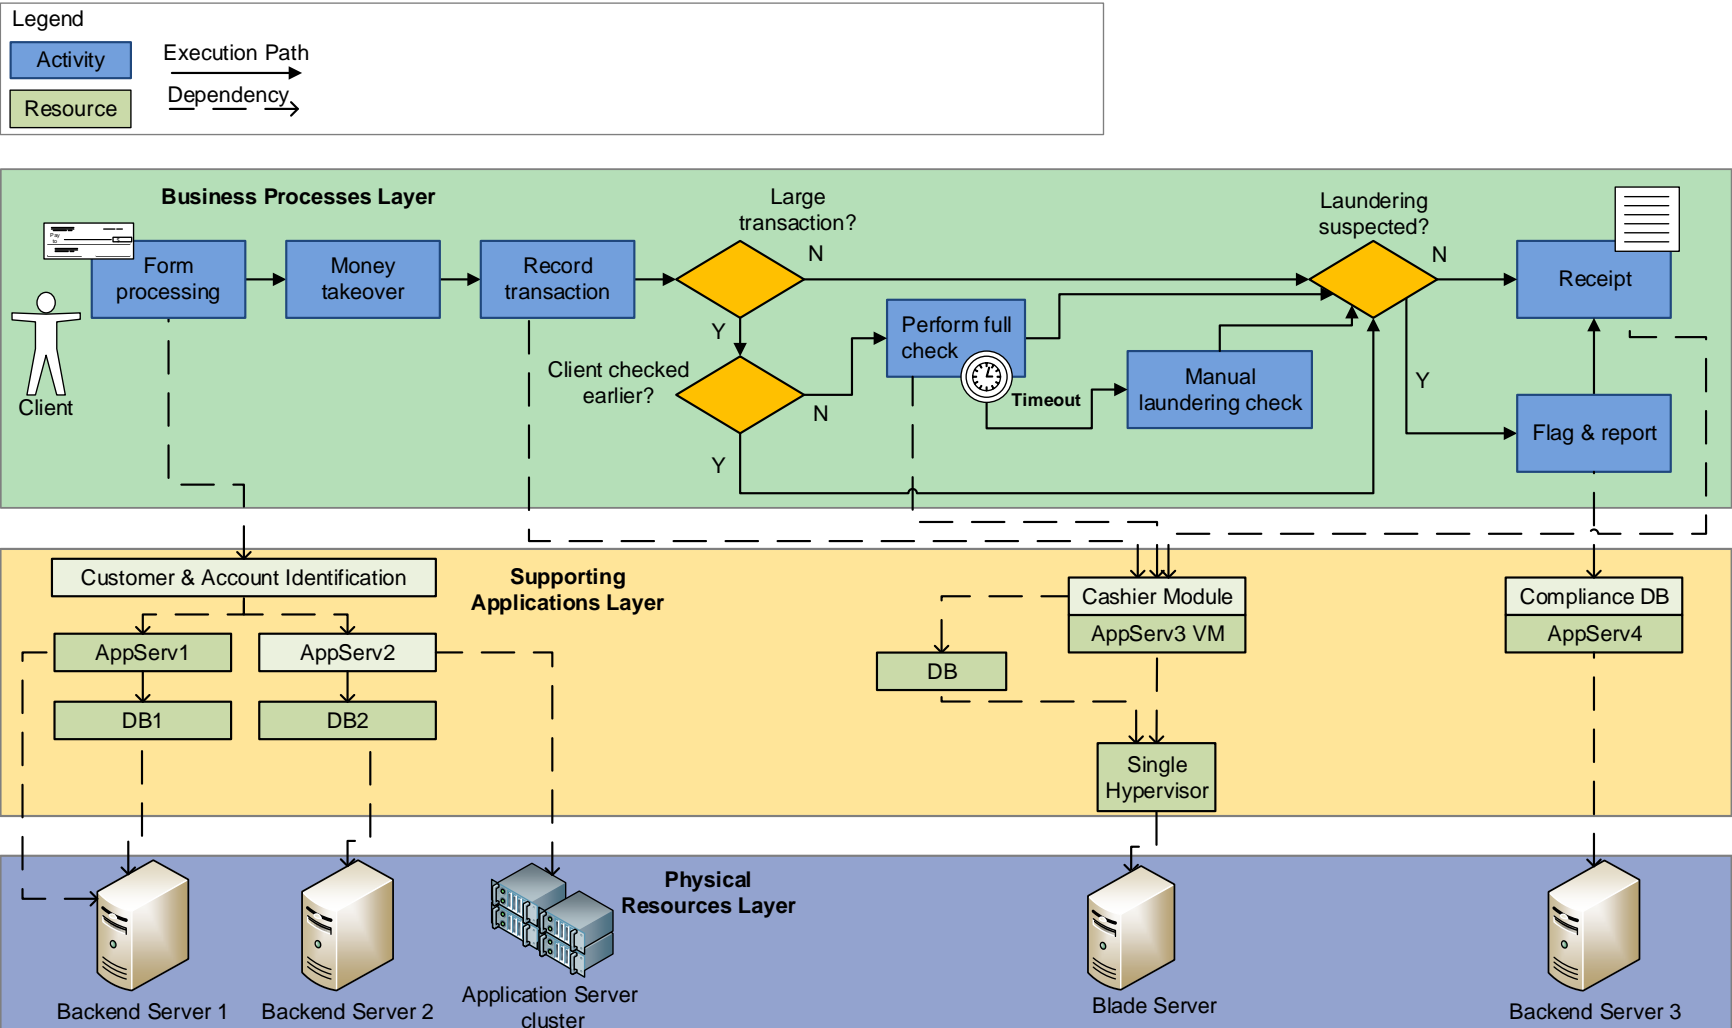 Legend
Activity
Execution Path
Dependency
Resource
Business Processes Layer
Large
transaction?
Laundering
suspected?
Pay
to
$
Form
processing
Money
takeover
Record
transaction
N
N
Receipt
Y
Perform full
check
Client checked
earlier?
Client
N
Timeout
Manual
laundering check
Y
Flag & report
Y
Customer & Account Identification
Supporting
Applications Layer
Cashier Module
AppServ3 VM
Compliance DB
AppServ4
AppServ1
AppServ2
DB
DB1
DB2
Single
Hypervisor
Physical
Resources Layer
Backend Server 1
Backend Server 2
Application Server
cluster
Blade Server
Backend Server 3